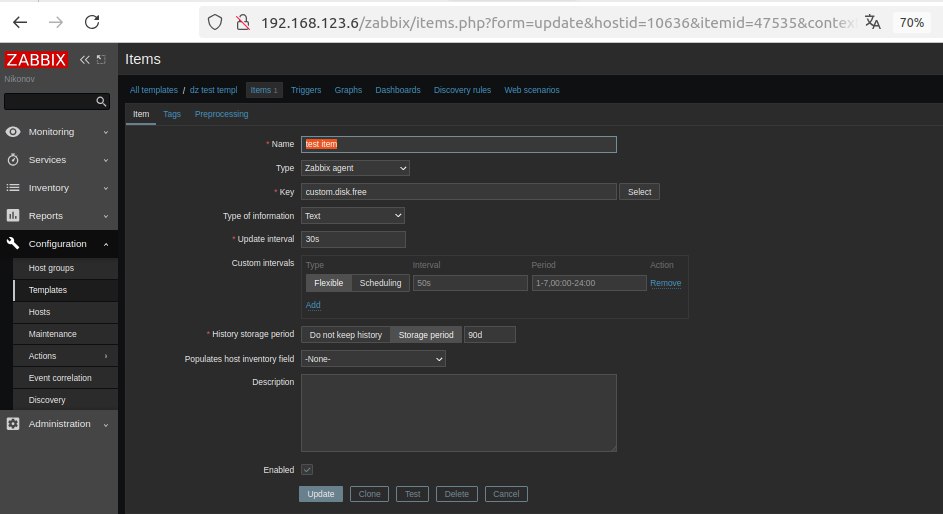 192.168.123.6/zabbix/items.php?form=update&hostid=10636&itemid=47535&contex
70%
ZABBIX
Nikonov
Monitoring
Services
Inventory
Reports
Configuration
Host groups
Templates
Hosts
Maintenance
Actions
Event correlation
Discovery
Administration
Items
All templates / dz test templ Items 1 Triggers Graphs Dashboards Discovery rules Web scenarios
Item Tags Preprocessing
* Name test item
Type Zabbix agent
* Key custom.disk.free Select
Type of information Text
* Update interval 30s
Custom intervals Type Interval Period Action
Flexible Scheduling 50s 1-7,00:00-24:00 Remove
Add
* History storage period Do not keep history Storage period 90d
Populates host inventory field -None-
Description
Enabled
Update Clone Test Delete Cancel